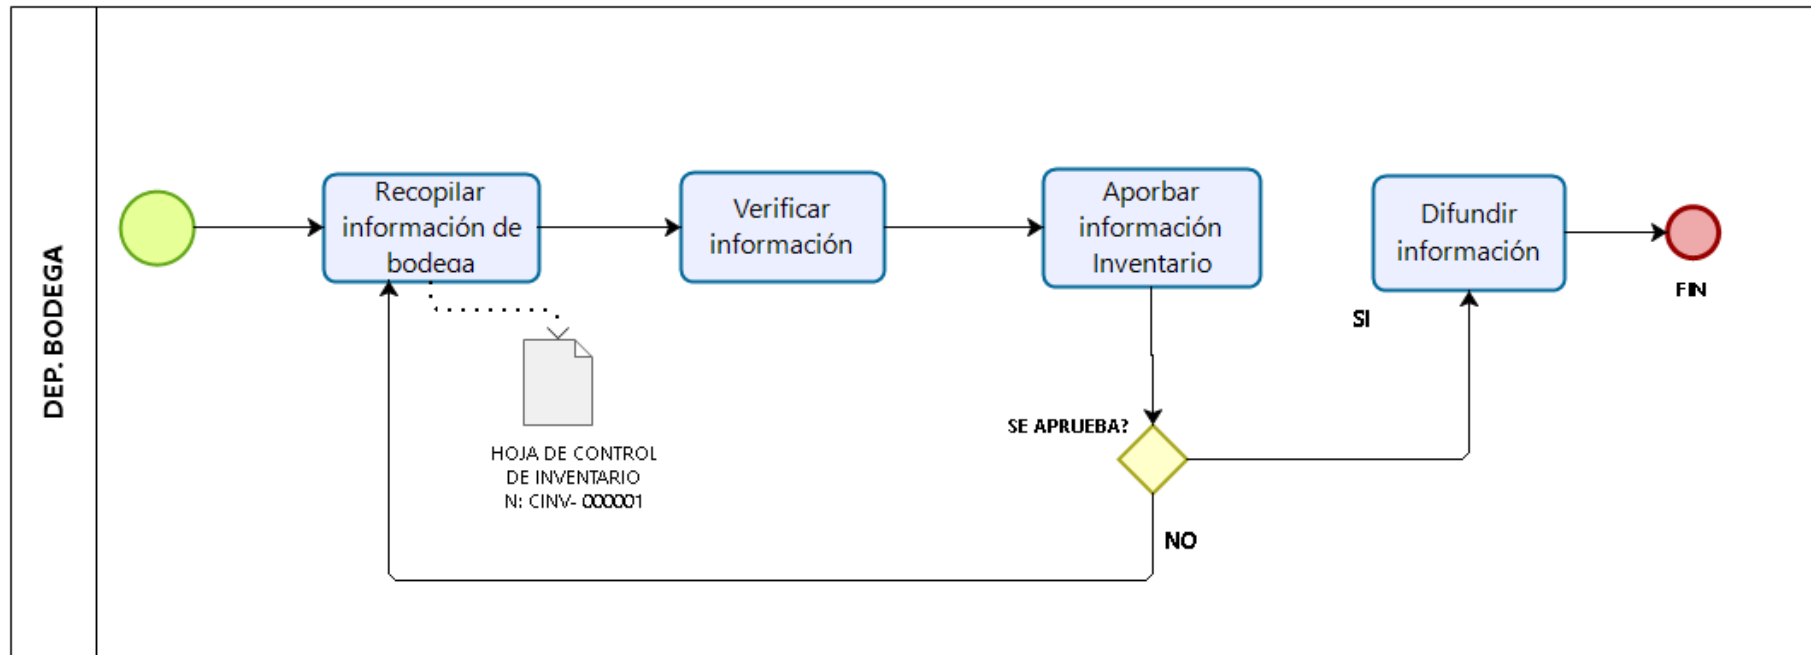 DEP. BODEGA
Recopilar
información de
bodega
Verificar
información
Aporbar
información
Inventario
Difundir
información
FIN
SI
SE APRUEBA?
HOJA DE CONTROL
DE INVENTARIO
N: CINV- 000001
NO